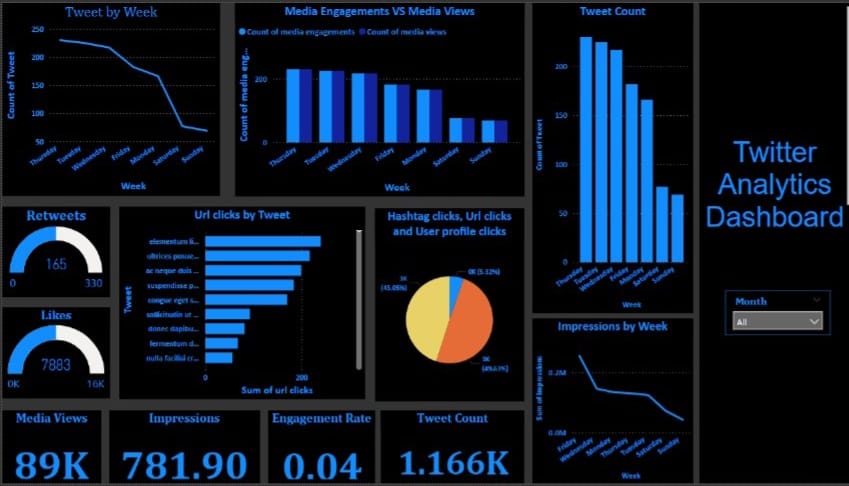 Tweet by Week
Count of Tweet
250
200
150
100
50
Thursday
Tuesday
Wednesday
Friday
Monday
Saturday
Sunday
Week
Media Engagements VS Media Views
Count of media engagements
Count of media views
Count of media eng...
200
0
Thursday
Tuesday
Wednesday
Friday
Monday
Saturday
Sunday
Week
Tweet Count
Count of Tweet
200
150
100
50
0
Thursday
Tuesday
Wednesday
Friday
Monday
Saturday
Sunday
Week
Twitter
Analytics
Dashboard
Month
All
Retweets
165
0
330
Likes
7883
0K
16K
Url clicks by Tweet
Tweet
elementum li...
ultrices posue...
ac neque duis ...
suspendisse p...
congue eget s...
sollicitudin ut ...
donec dapibu...
fermentum d...
nulla facilisi cr...
0
200
Sum of url clicks
Hashtag clicks, Url clicks
and User profile clicks
0K (5.32%)
(45.05%)
(49.63%)
Impressions by Week
Sum of Impressions
0.2M
0.0M
Friday
Wednesday
Monday
Thursday
Tuesday
Saturday
Sunday
Week
Media Views
89K
Impressions
781.90
Engagement Rate
0.04
Tweet Count
1.166K